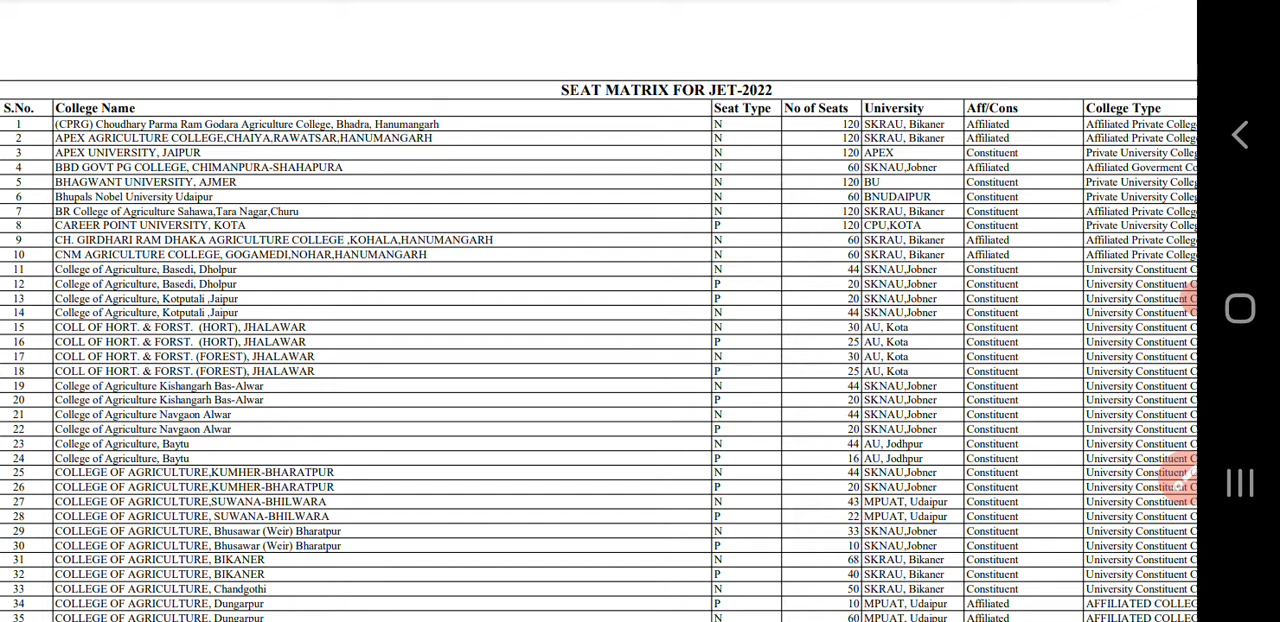 SEAT MATRIX FOR JET-2022
S.No. College Name Seat Type No of Seats University Aff/Cons College Type
1 (CPRG) Choudhary Parma Ram Godara Agriculture College, Bhadra, Hanumangarh N 120 SKRAU, Bikaner Affiliated Affiliated Private Colleg
2 APEX AGRICULTURE COLLEGE,CHAIYA,RAWATSAR,HANUMANGARH N 120 SKRAU, Bikaner Affiliated Affiliated Private Colleg
3 APEX UNIVERSITY, JAIPUR N 120 APEX Constituent Private University Colleg
4 BBD GOVT PG COLLEGE, CHIMANPURA-SHAHAPURA N 60 SKNAU,Jobner Affiliated Affiliated Goverment Co
5 BHAGWANT UNIVERSITY, AJMER N 120 BU Constituent Private University Colleg
6 Bhupals Nobel University Udaipur N 60 BNUDAIPUR Constituent Private University Colleg
7 BR College of Agriculture Sahawa,Tara Nagar,Churu N 120 SKRAU, Bikaner Constituent Affiliated Private Colleg
8 CAREER POINT UNIVERSITY, KOTA P 120 CPU,KOTA Constituent Private University Colleg
9 CH. GIRDHARI RAM DHAKA AGRICULTURE COLLEGE ,KOHALA,HANUMANGARH N 60 SKRAU, Bikaner Affiliated Affiliated Private Colleg
10 CNM AGRICULTURE COLLEGE, GOGAMEDI,NOHAR,HANUMANGARH N 60 SKRAU, Bikaner Affiliated Affiliated Private Colleg
11 College of Agriculture, Basedi, Dholpur N 44 SKNAU,Jobner Constituent University Constituent C
12 College of Agriculture, Basedi, Dholpur P 20 SKNAU,Jobner Constituent University Constituent C
13 College of Agriculture, Kotputali ,Jaipur P 20 SKNAU,Jobner Constituent University Constituent C
14 College of Agriculture, Kotputali ,Jaipur N 44 SKNAU,Jobner Constituent University Constituent C
15 COLL OF HORT. & FORST. (HORT), JHALAWAR N 30 AU, Kota Constituent University Constituent C
16 COLL OF HORT. & FORST. (HORT), JHALAWAR P 25 AU, Kota Constituent University Constituent C
17 COLL OF HORT. & FORST. (FOREST), JHALAWAR N 30 AU, Kota Constituent University Constituent C
18 COLL OF HORT. & FORST. (FOREST), JHALAWAR P 25 AU, Kota Constituent University Constituent C
19 College of Agriculture Kishangarh Bas-Alwar N 44 SKNAU,Jobner Constituent University Constituent C
20 College of Agriculture Kishangarh Bas-Alwar P 20 SKNAU,Jobner Constituent University Constituent C
21 College of Agriculture Navgaon Alwar N 44 SKNAU,Jobner Constituent University Constituent C
22 College of Agriculture Navgaon Alwar P 20 SKNAU,Jobner Constituent University Constituent C
23 College of Agriculture, Baytu N 44 AU, Jodhpur Constituent University Constituent C
24 College of Agriculture, Baytu P 16 AU, Jodhpur Constituent University Constituent C
25 COLLEGE OF AGRICULTURE,KUMHER-BHARATPUR N 44 SKNAU,Jobner Constituent University Constituent C
26 COLLEGE OF AGRICULTURE,KUMHER-BHARATPUR P 20 SKNAU,Jobner Constituent University Constituent C
27 COLLEGE OF AGRICULTURE,SUWANA-BHILWARA N 43 MPUAT, Udaipur Constituent University Constituent C
28 COLLEGE OF AGRICULTURE, SUWANA-BHILWARA P 22 MPUAT, Udaipur Constituent University Constituent C
29 COLLEGE OF AGRICULTURE, Bhusawar (Weir) Bharatpur N 33 SKNAU,Jobner Constituent University Constituent C
30 COLLEGE OF AGRICULTURE, Bhusawar (Weir) Bharatpur P 10 SKNAU,Jobner Constituent University Constituent C
31 COLLEGE OF AGRICULTURE, BIKANER N 68 SKRAU, Bikaner Constituent University Constituent C
32 COLLEGE OF AGRICULTURE, BIKANER P 40 SKRAU, Bikaner Constituent University Constituent C
33 COLLEGE OF AGRICULTURE, Chandgothi N 50 SKRAU, Bikaner Constituent University Constituent C
34 COLLEGE OF AGRICULTURE, Dungarpur P 10 MPUAT, Udaipur Affiliated AFFILIATED COLLEG
35 COLLEGE OF AGRICULTURE, Dungarpur N 60 MPUAT, Udaipur Affiliated AFFILIATED COLLEG